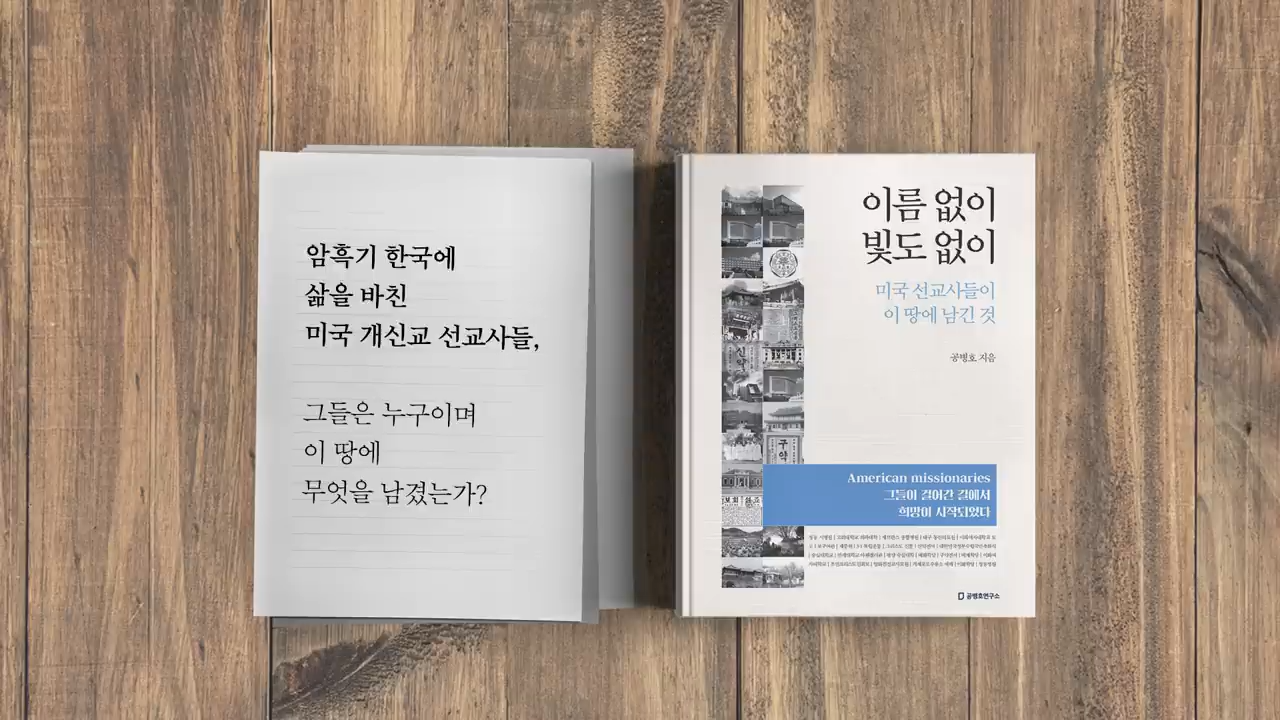 암흑기 한국에
삶을 바친
미국 개신교 선교사들,
그들은 누구이며
이 땅에
무엇을 남겼는가?
이름 없이
빛도 없이
미국 선교사들이
이 땅에 남긴 것
공병호 지음
구약
American missionaries
그들이 걸어간 길에서
희망이 시작되었다
공병호연구소